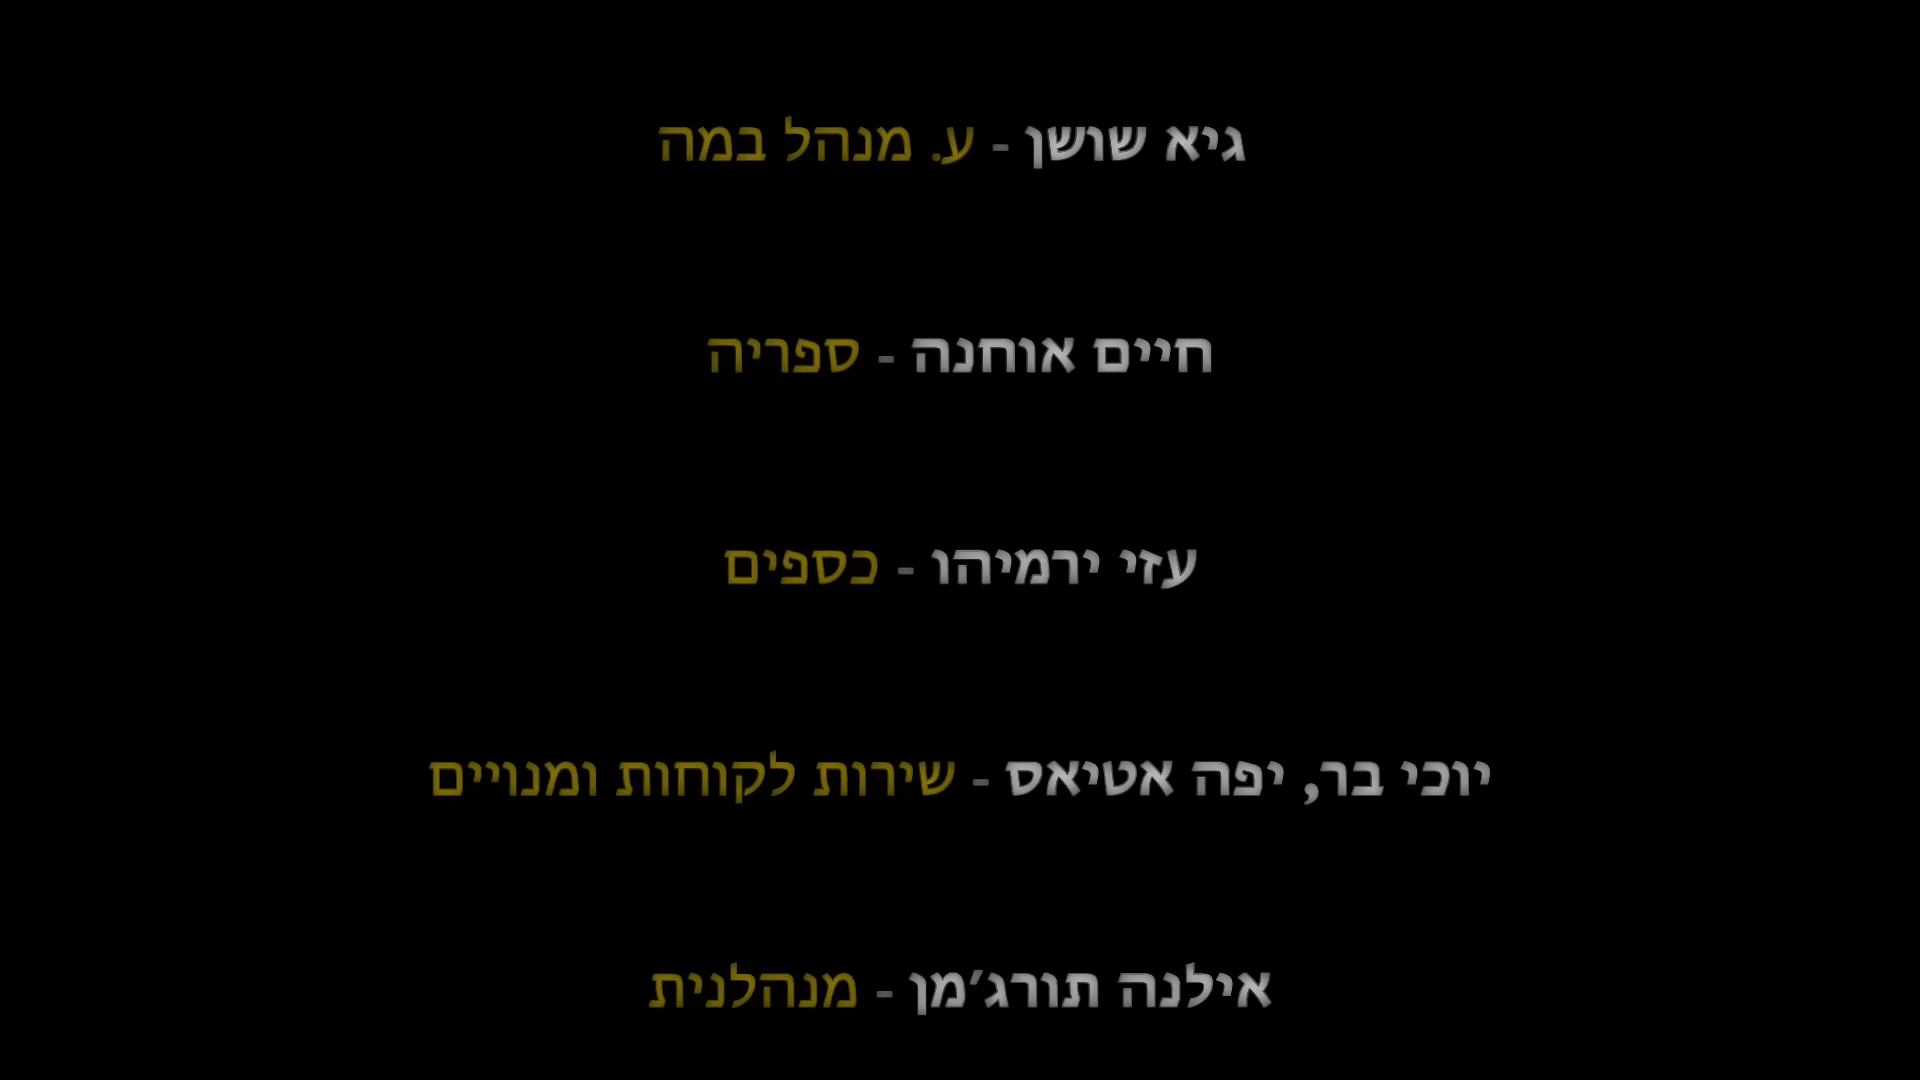 גיא שושן - ע. מנהל במה
חיים אוחנה - ספריה
עזי ירמיהו - כספים
יוכי בר, יפה אטיאס - שירות לקוחות ומנויים
אילנה תורג'מן - מנהלנית